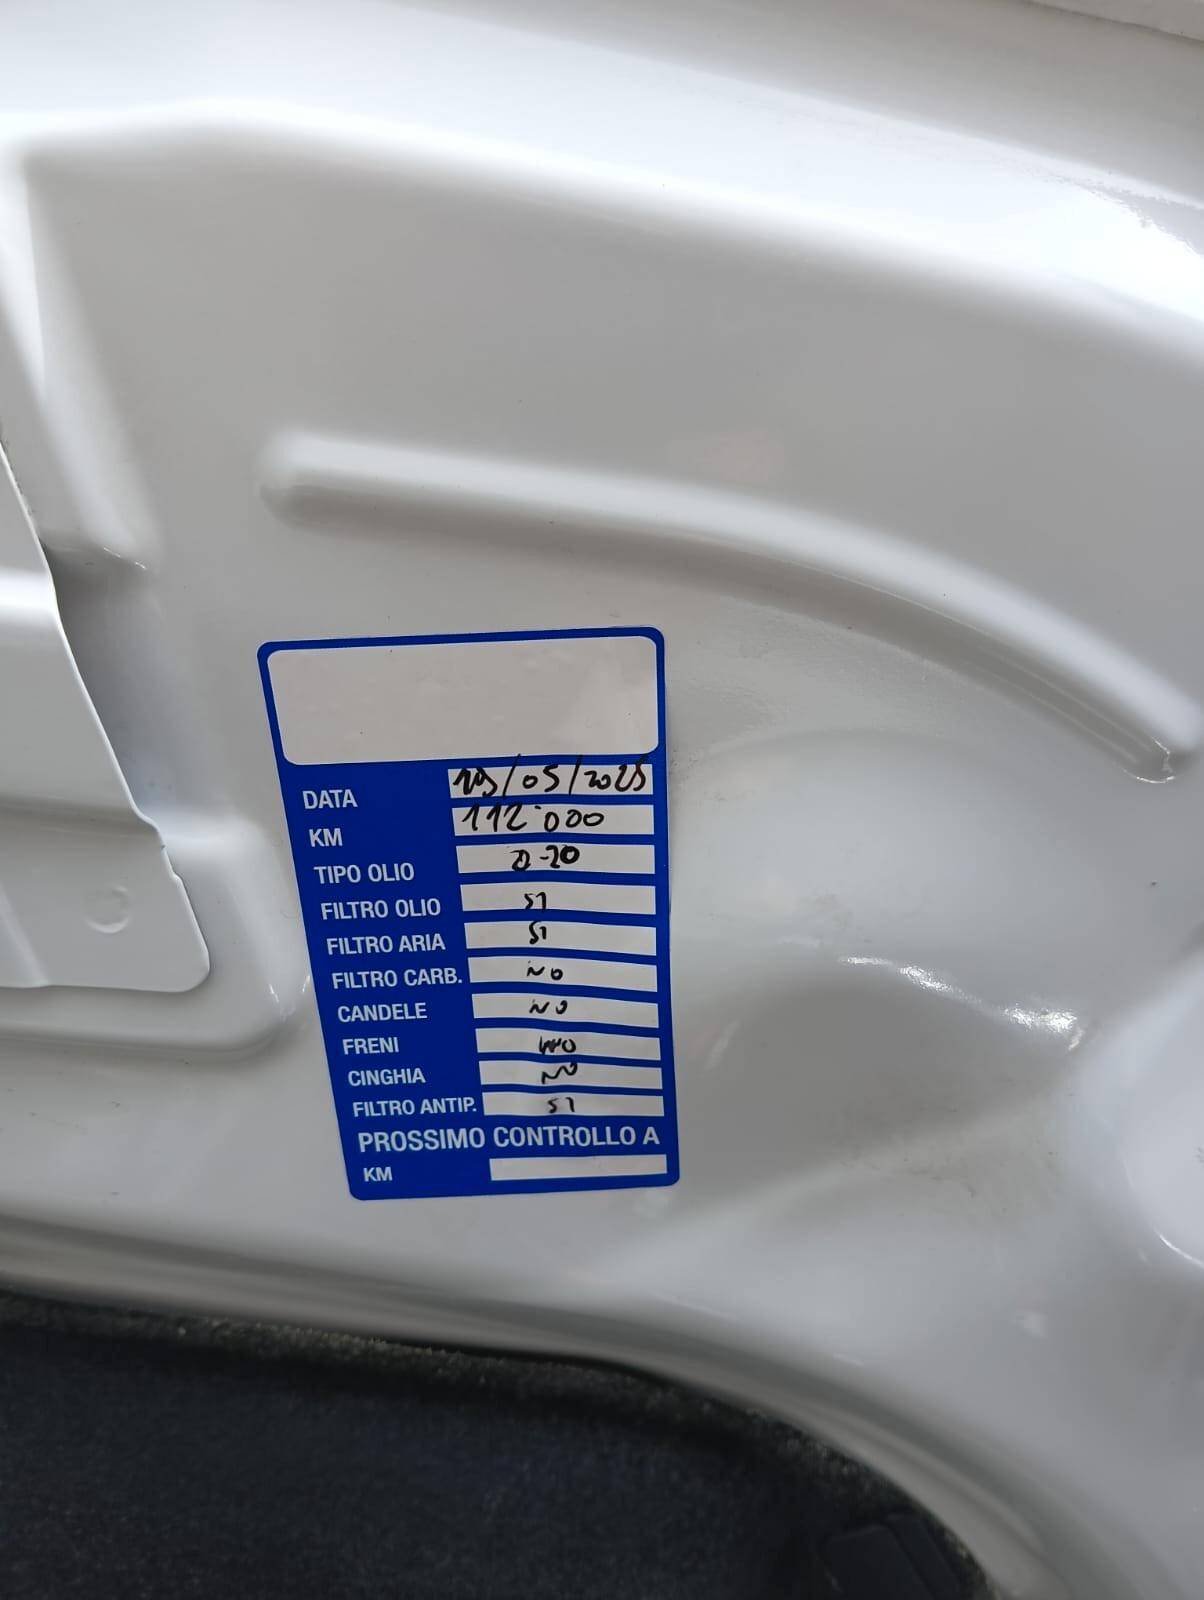 DATA 19/05/2025
KM 112'000
TIPO OLIO 0-20
FILTRO OLIO SI
FILTRO ARIA SI
FILTRO CARB. NO
CANDELE NO
FRENI NO
CINGHIA NO
FILTRO ANTIP. SI
PROSSIMO CONTROLLO A
KM